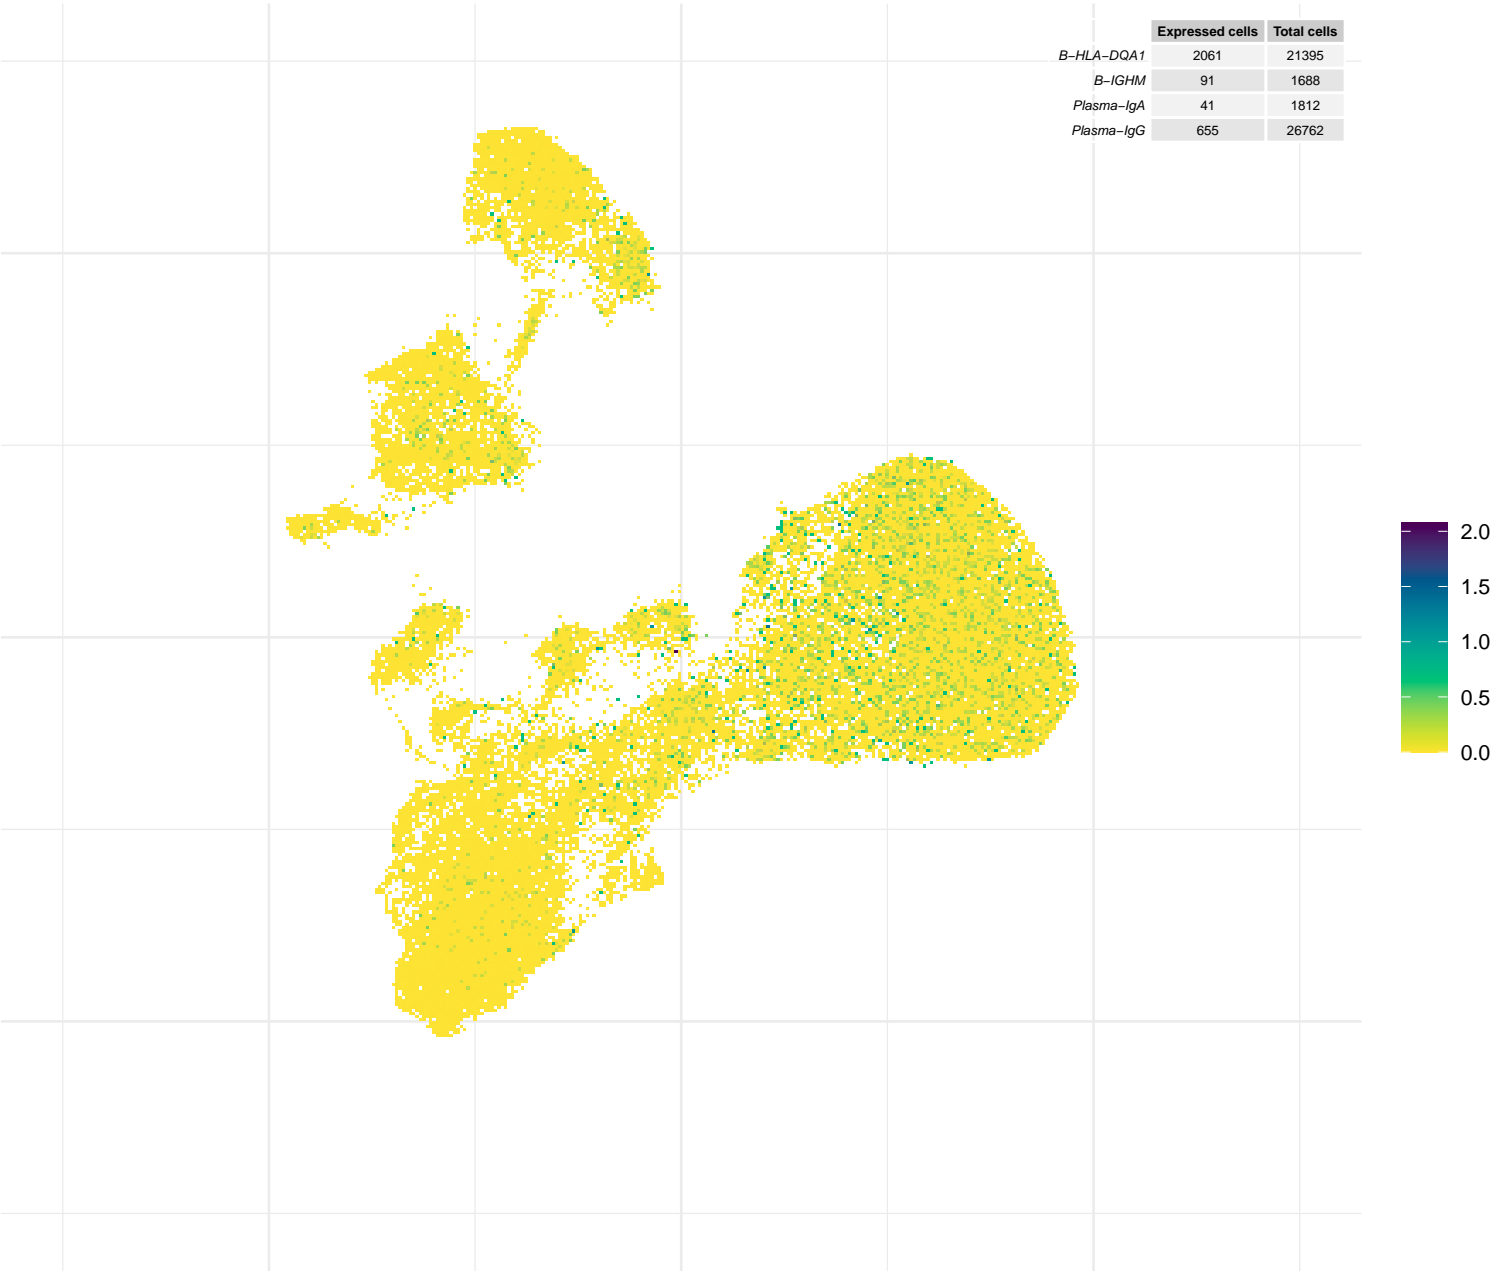 Expressed cells Total cells
B−HLA−DQA1 2061 21395
B−IGHM 91 1688
Plasma−IgA 41 1812
Plasma−IgG 655 26762
2.0
1.5
1.0
0.5
0.0